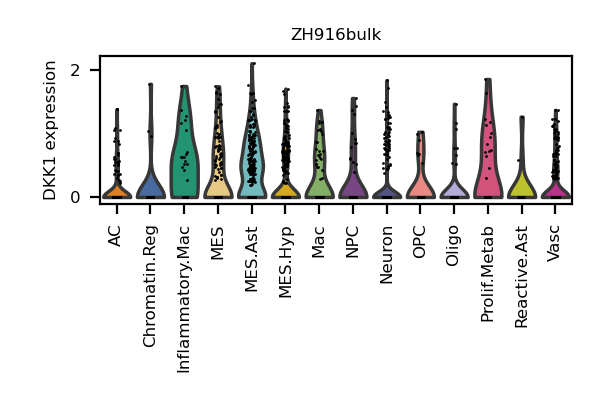 ZH916bulk
DKK1 expression
2
0
AC
Chromatin.Reg
Inflammatory.Mac
MES
MES.Ast
MES.Hyp
Mac
NPC
Neuron
OPC
Oligo
Prolif.Metab
Reactive.Ast
Vasc